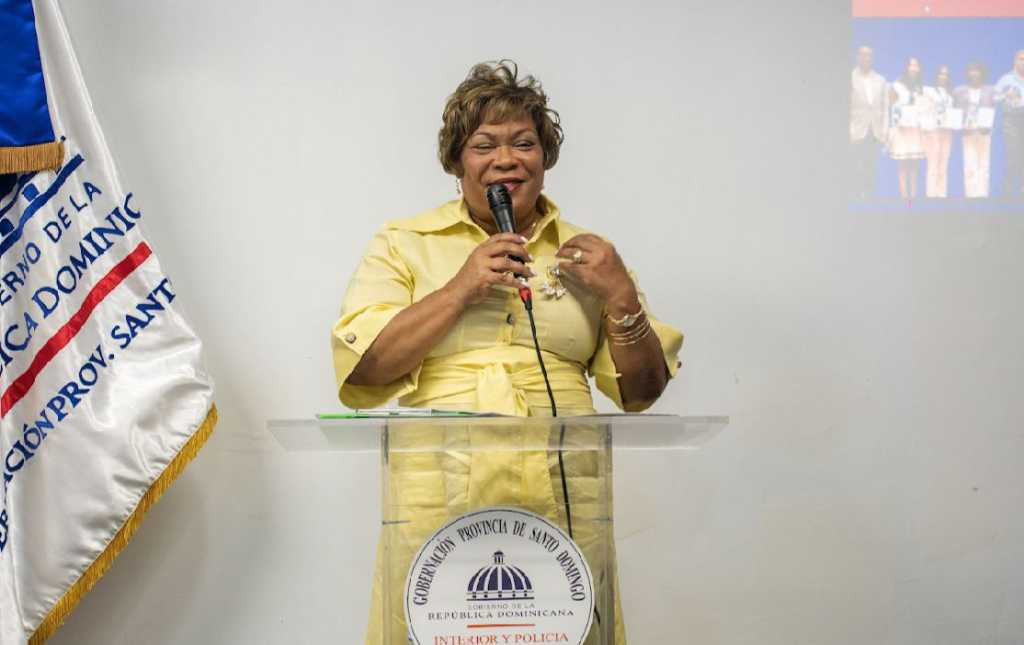 ERNO DE LA
ICA DOMINIC
ACIÓN PROV. SANT
GOBERNACIÓN PROVINCIA DE SANTO DOMINGO
GOBIERNO DE LA
REPÚBLICA DOMINICANA
INTERIOR Y POLICIA